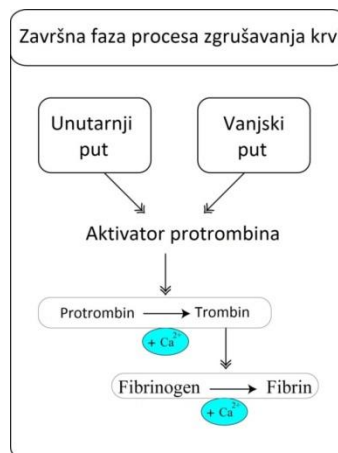 Završna faza procesa zgrušavanja krv
Unutarnji
put
Vanjski
put
Aktivator protrombina
Protrombin
Trombin
+ Ca²⁺
Fibrinogen
Fibrin
+ Ca²⁺